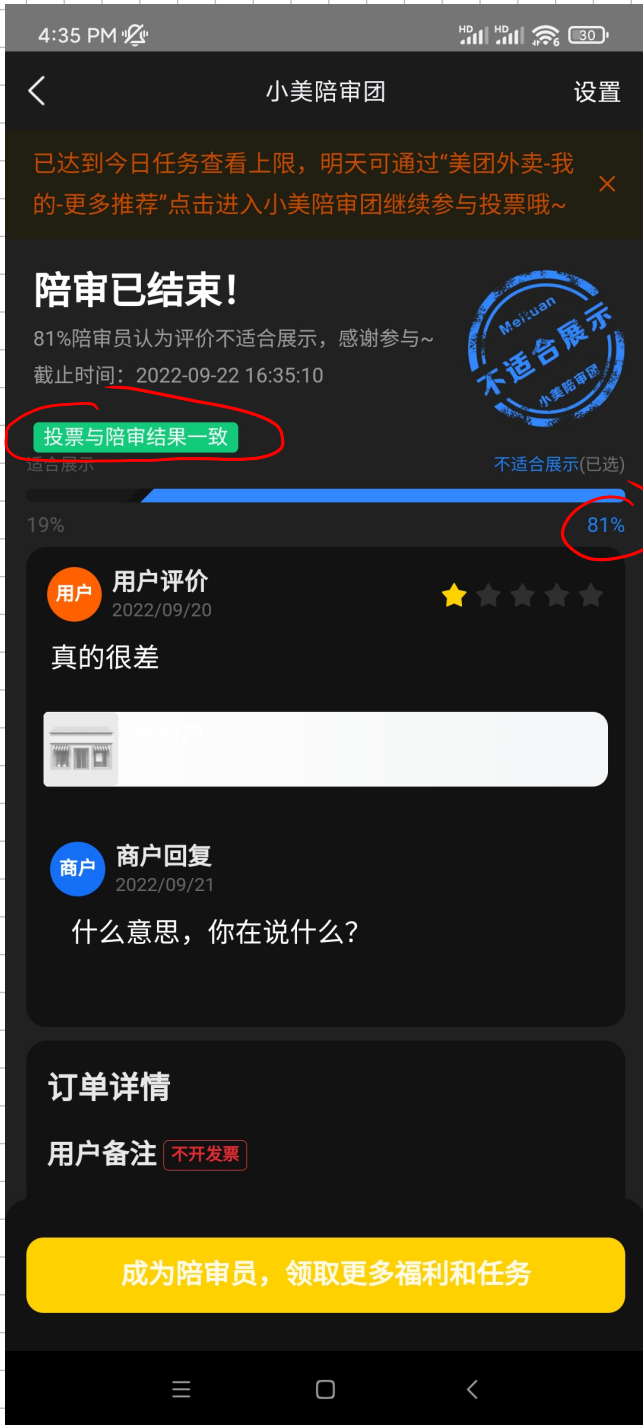 4:35 PM
HD HD 6 30
小美陪审团
设置
已达到今日任务查看上限，明天可通过“美团外卖-我
的-更多推荐”点击进入小美陪审团继续参与投票哦~
陪审已结束！
81%陪审员认为评价不适合展示，感谢参与~
截止时间：2022-09-22 16:35:10
Meituan
不适合展示
小美陪审团
投票与陪审结果一致
适合展示
不适合展示(已选)
19%
81%
用户
用户评价
2022/09/20
真的很差
商户
商户回复
2022/09/21
什么意思，你在说什么？
订单详情
用户备注 不开发票
成为陪审员，领取更多福利和任务